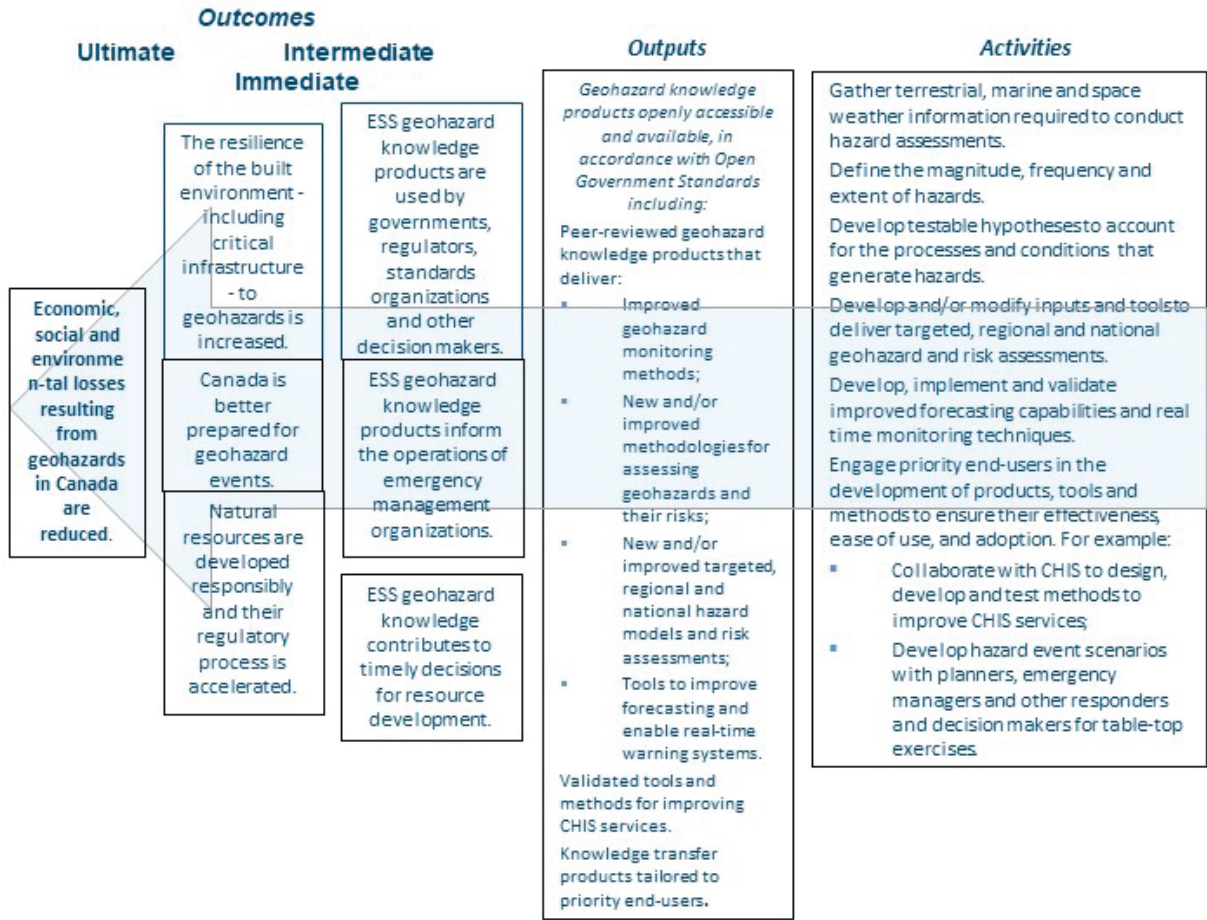 Outcomes
Ultimate
Intermediate
Immediate
Economic,
social and
environme
n-tal losses
resulting
from
geohazards
in Canada
are
reduced.
The resilience
of the built
environment -
including
critical
infrastructure
- to
geohazards is
increased.
Canada is
better
prepared for
geohazard
events.
Natural
resources are
developed
responsibly
and their
regulatory
process is
accelerated.
ESS geohazard
knowledge
products are
used by
governments,
regulators,
standards
organizations
and other
decision makers.
ESS geohazard
knowledge
products inform
the operations of
emergency
management
organizations.
ESS geohazard
knowledge
contributes to
timely decisions
for resource
development.
Outputs
Geohazard knowledge
products openly accessible
and available, in
accordance with Open
Government Standards
including:
Peer-reviewed geohazard
knowledge products that
deliver:
▪ Improved
geohazard
monitoring
methods;
▪ New and/or
improved
methodologies for
assessing
geohazards and
their risks;
▪ New and/or
improved targeted,
regional and
national hazard
models and risk
assessments;
▪ Tools to improve
forecasting and
enable real-time
warning systems.
Validated tools and
methods for improving
CHIS services.
Knowledge transfer
products tailored to
priority end-users.
Activities
Gather terrestrial, marine and space
weather information required to conduct
hazard assessments.
Define the magnitude, frequency and
extent of hazards.
Develop testable hypotheses to account
for the processes and conditions that
generate hazards.
Develop and/or modify inputs and tools to
deliver targeted, regional and national
geohazard and risk assessments.
Develop, implement and validate
improved forecasting capabilities and real
time monitoring techniques.
Engage priority end-users in the
development of products, tools and
methods to ensure their effectiveness,
ease of use, and adoption. For example:
▪ Collaborate with CHIS to design,
develop and test methods to
improve CHIS services;
▪ Develop hazard event scenarios
with planners, emergency
managers and other responders
and decision makers for table-top
exercises.